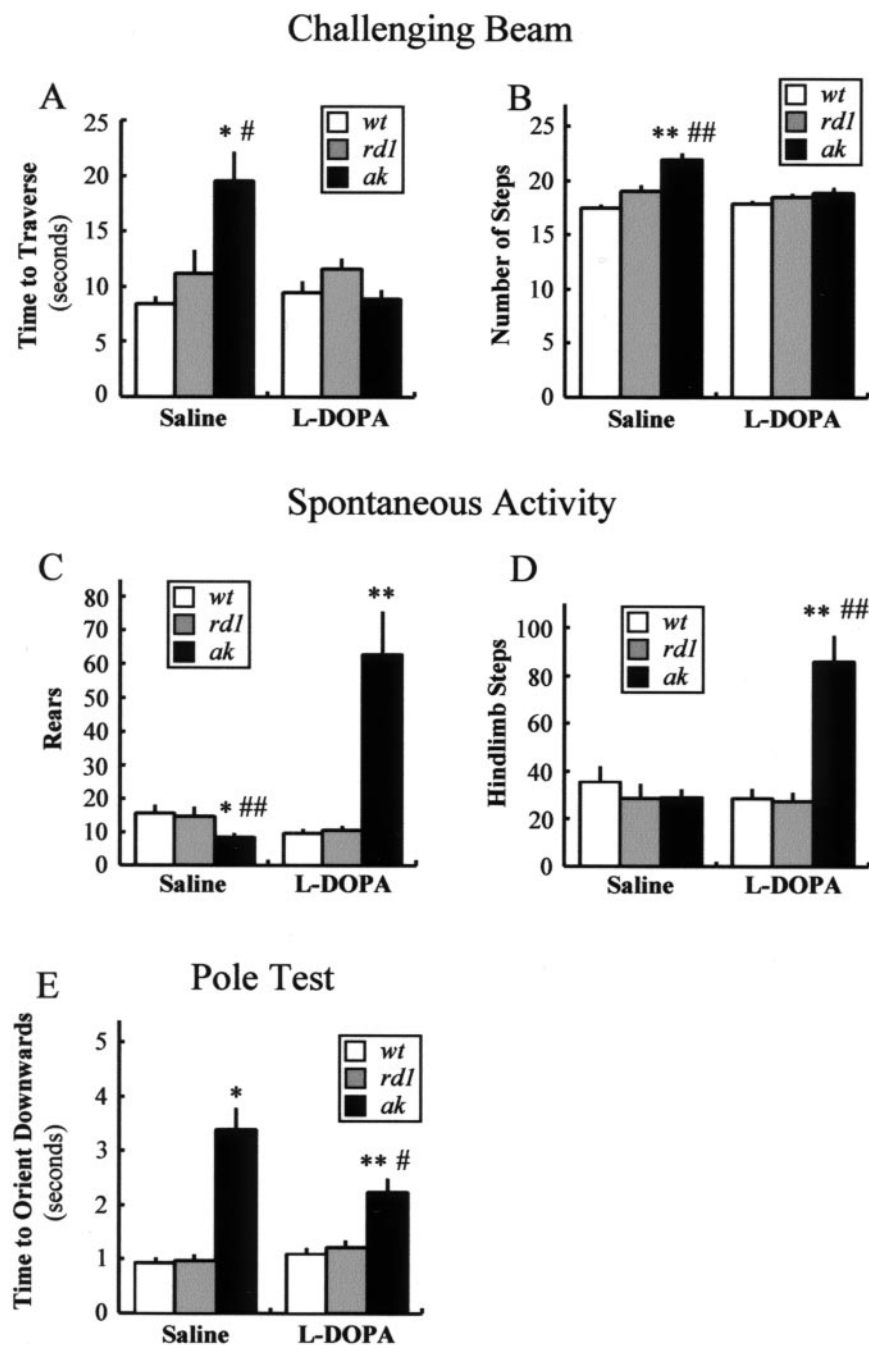 Challenging Beam
A
wt
rd1
ak
* #
Time to Traverse
(seconds)
25
20
15
10
5
0
Saline L-DOPA
B
wt
rd1
ak
** ##
Number of Steps
25
20
15
10
5
0
Saline L-DOPA
Spontaneous Activity
C
wt
rd1
ak
**
* ##
Rears
80
70
60
50
40
30
20
10
0
Saline L-DOPA
D
wt
rd1
ak
** ##
Hindlimb Steps
100
80
60
40
20
0
Saline L-DOPA
Pole Test
E
wt
rd1
ak
*
** #
Time to Orient Downwards
(seconds)
5
4
3
2
1
0
Saline L-DOPA